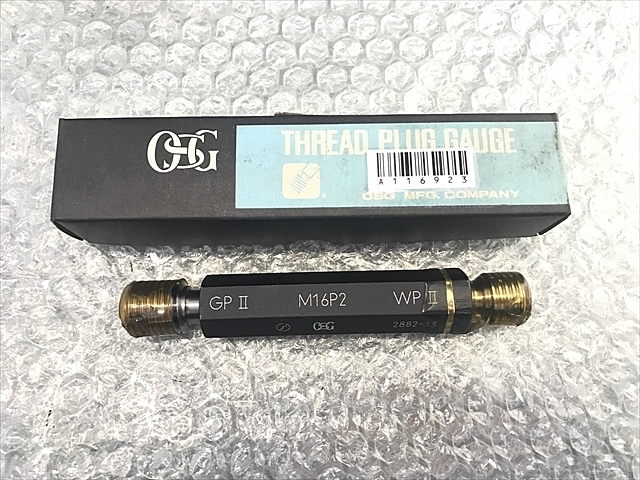 OSG
THREAD PLUG GAUGE
A116923
OSG MFG. COMPANY
GP II M16P2 WP II
OSG 2882-13